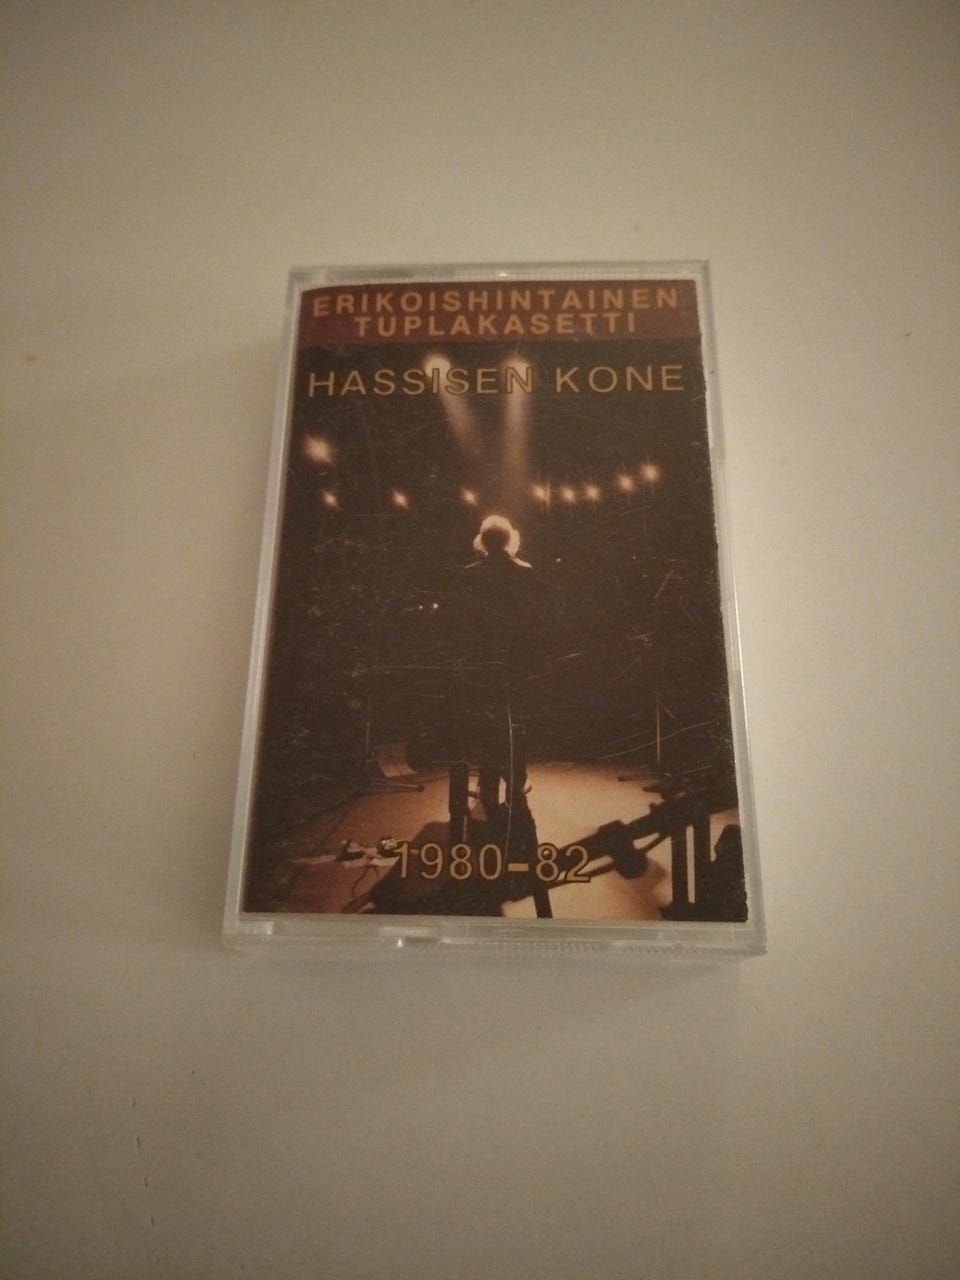 ERIKOISHINTAINEN
TUPLAKASETTI
HASSISEN KONE
1980-82